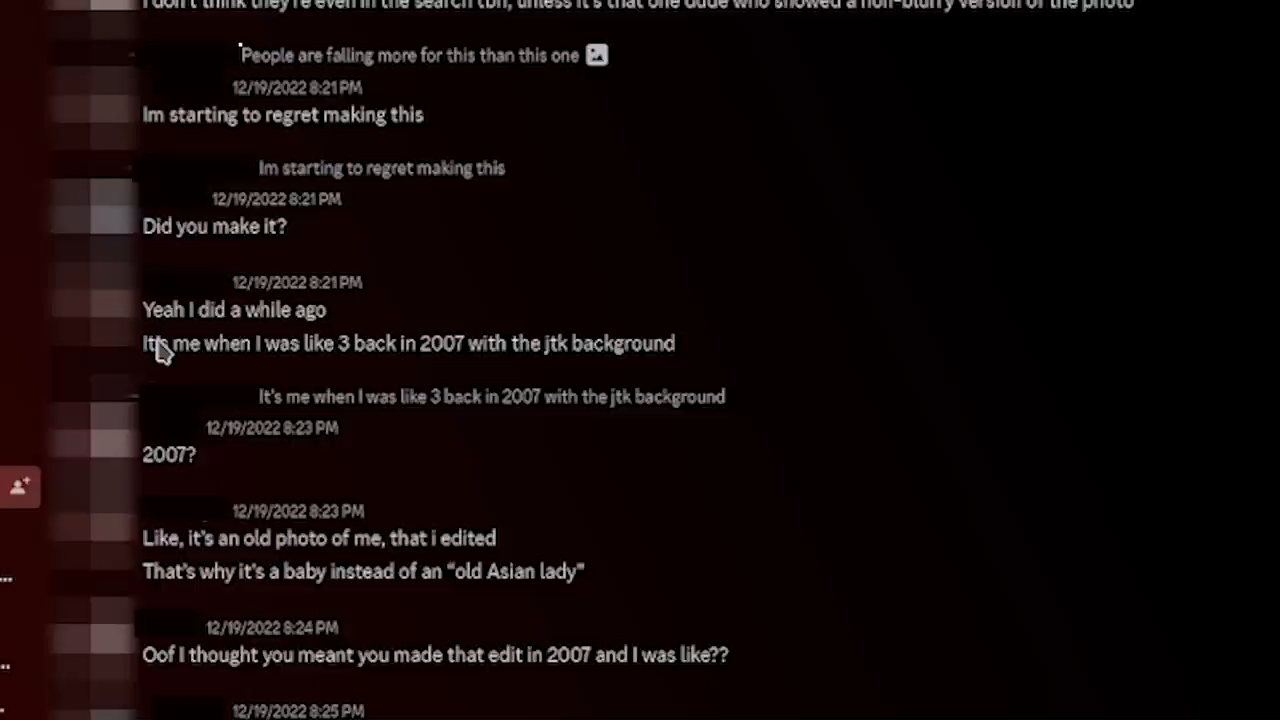 I don't think they're even in the search tbh, unless it's that one dude who showed a non-blurry version of the photo
People are falling more for this than this one
12/19/2022 8:21 PM
Im starting to regret making this
Im starting to regret making this
12/19/2022 8:21 PM
Did you make it?
12/19/2022 8:21 PM
Yeah I did a while ago
It's me when I was like 3 back in 2007 with the jtk background
It's me when I was like 3 back in 2007 with the jtk background
12/19/2022 8:23 PM
2007?
12/19/2022 8:23 PM
Like, it's an old photo of me, that i edited
That's why it's a baby instead of an “old Asian lady”
12/19/2022 8:24 PM
Oof I thought you meant you made that edit in 2007 and I was like??
12/19/2022 8:25 PM